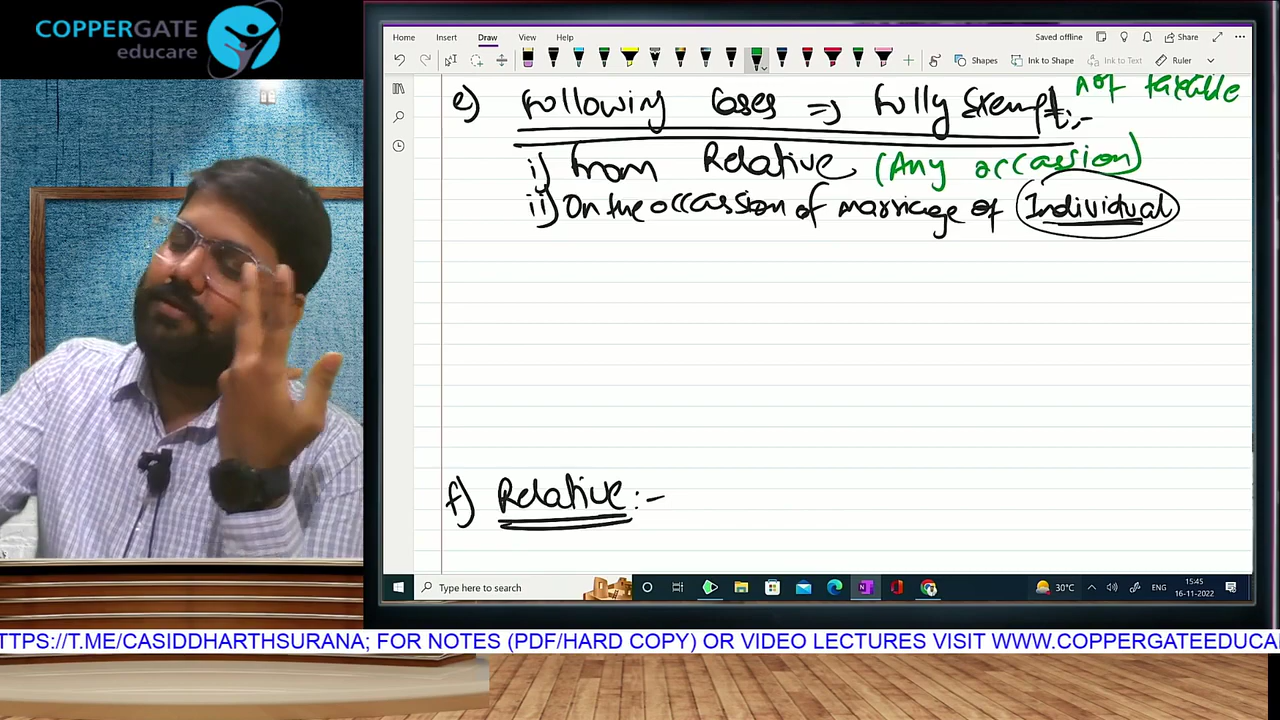 COPPERGATE
educare
Home Insert Draw View Help
Saved offline
Share
Shapes
Ink to Shape
Ink to Text
Ruler
not taxable
e) Following Cases => Fully Exempt:-
i) From Relative (Any occassion)
ii) On the occassion of marriage of Individual
f) Relative :-
Type here to search
30°C
ENG
15:45
16-11-2022
TTPS://T.ME/CASIDDHARTHSURANA; FOR NOTES (PDF/HARD COPY) OR VIDEO LECTURES VISIT WWW.COPPERGATEEDUCA